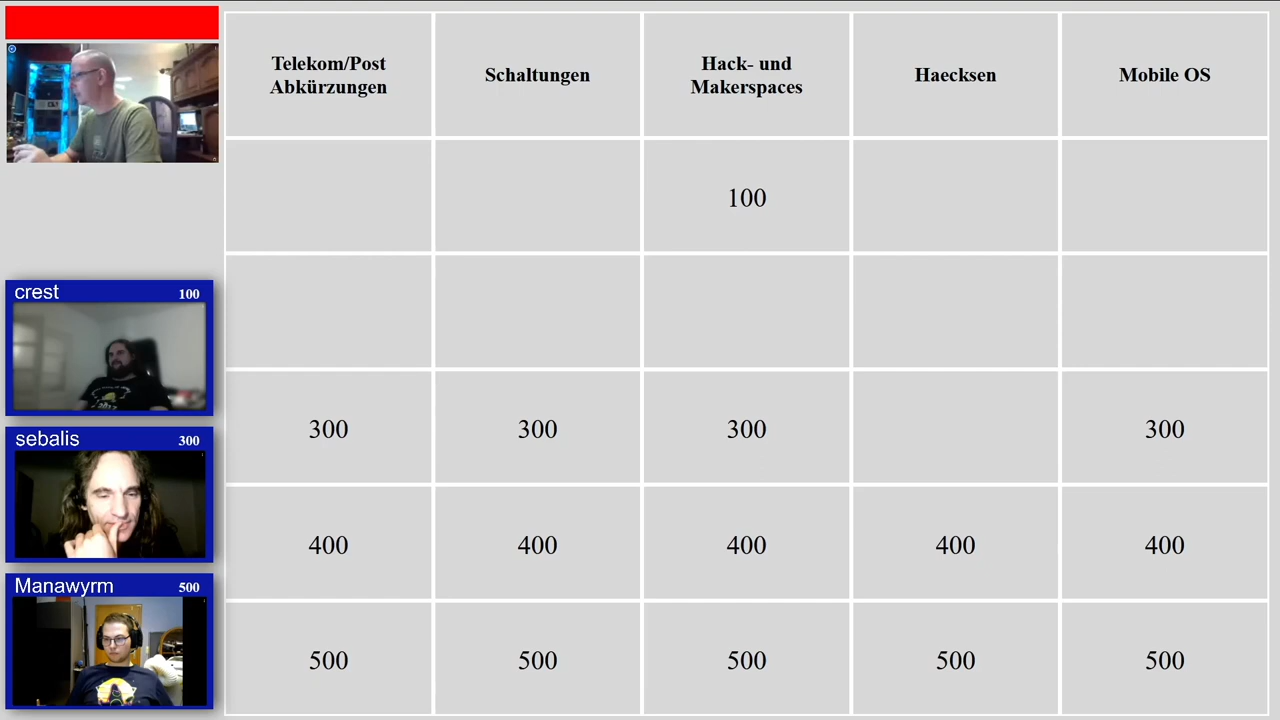 Telekom/Post
Abkürzungen
Schaltungen
Hack- und
Makerspaces
Haecksen
Mobile OS
100
300
300
300
300
400
400
400
400
400
500
500
500
500
500
crest 100
sebalis 300
Manawyrm 500